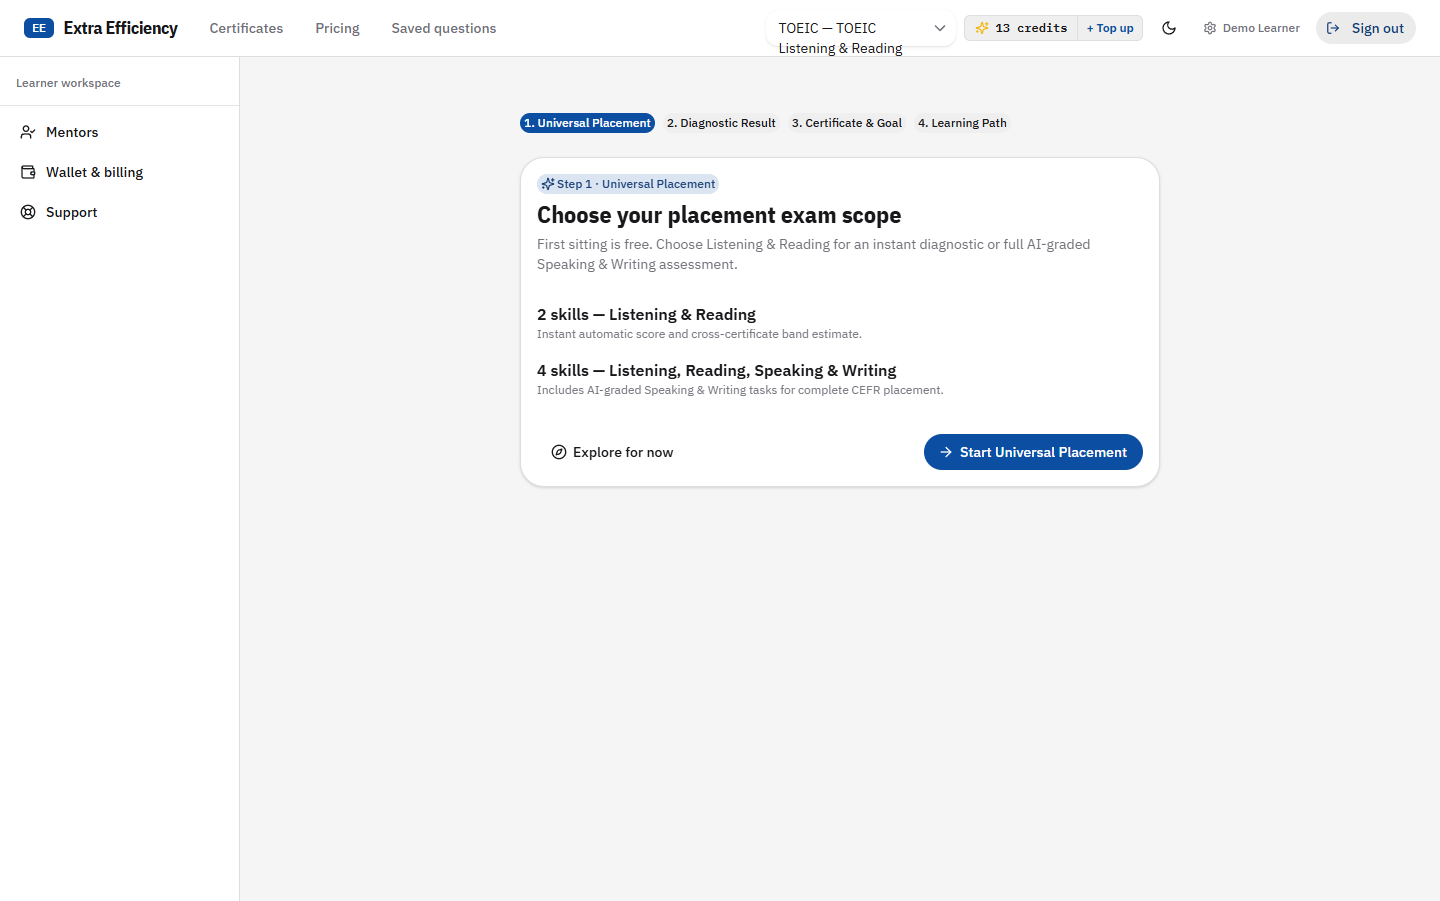 EE Extra Efficiency Certificates Pricing Saved questions TOEIC — TOEIC 13 credits + Top up Demo Learner Sign out
Listening & Reading
Learner workspace
Mentors
Wallet & billing
Support
1. Universal Placement 2. Diagnostic Result 3. Certificate & Goal 4. Learning Path
Step 1 · Universal Placement
Choose your placement exam scope
First sitting is free. Choose Listening & Reading for an instant diagnostic or full AI-graded
Speaking & Writing assessment.
2 skills — Listening & Reading
Instant automatic score and cross-certificate band estimate.
4 skills — Listening, Reading, Speaking & Writing
Includes AI-graded Speaking & Writing tasks for complete CEFR placement.
Explore for now Start Universal Placement